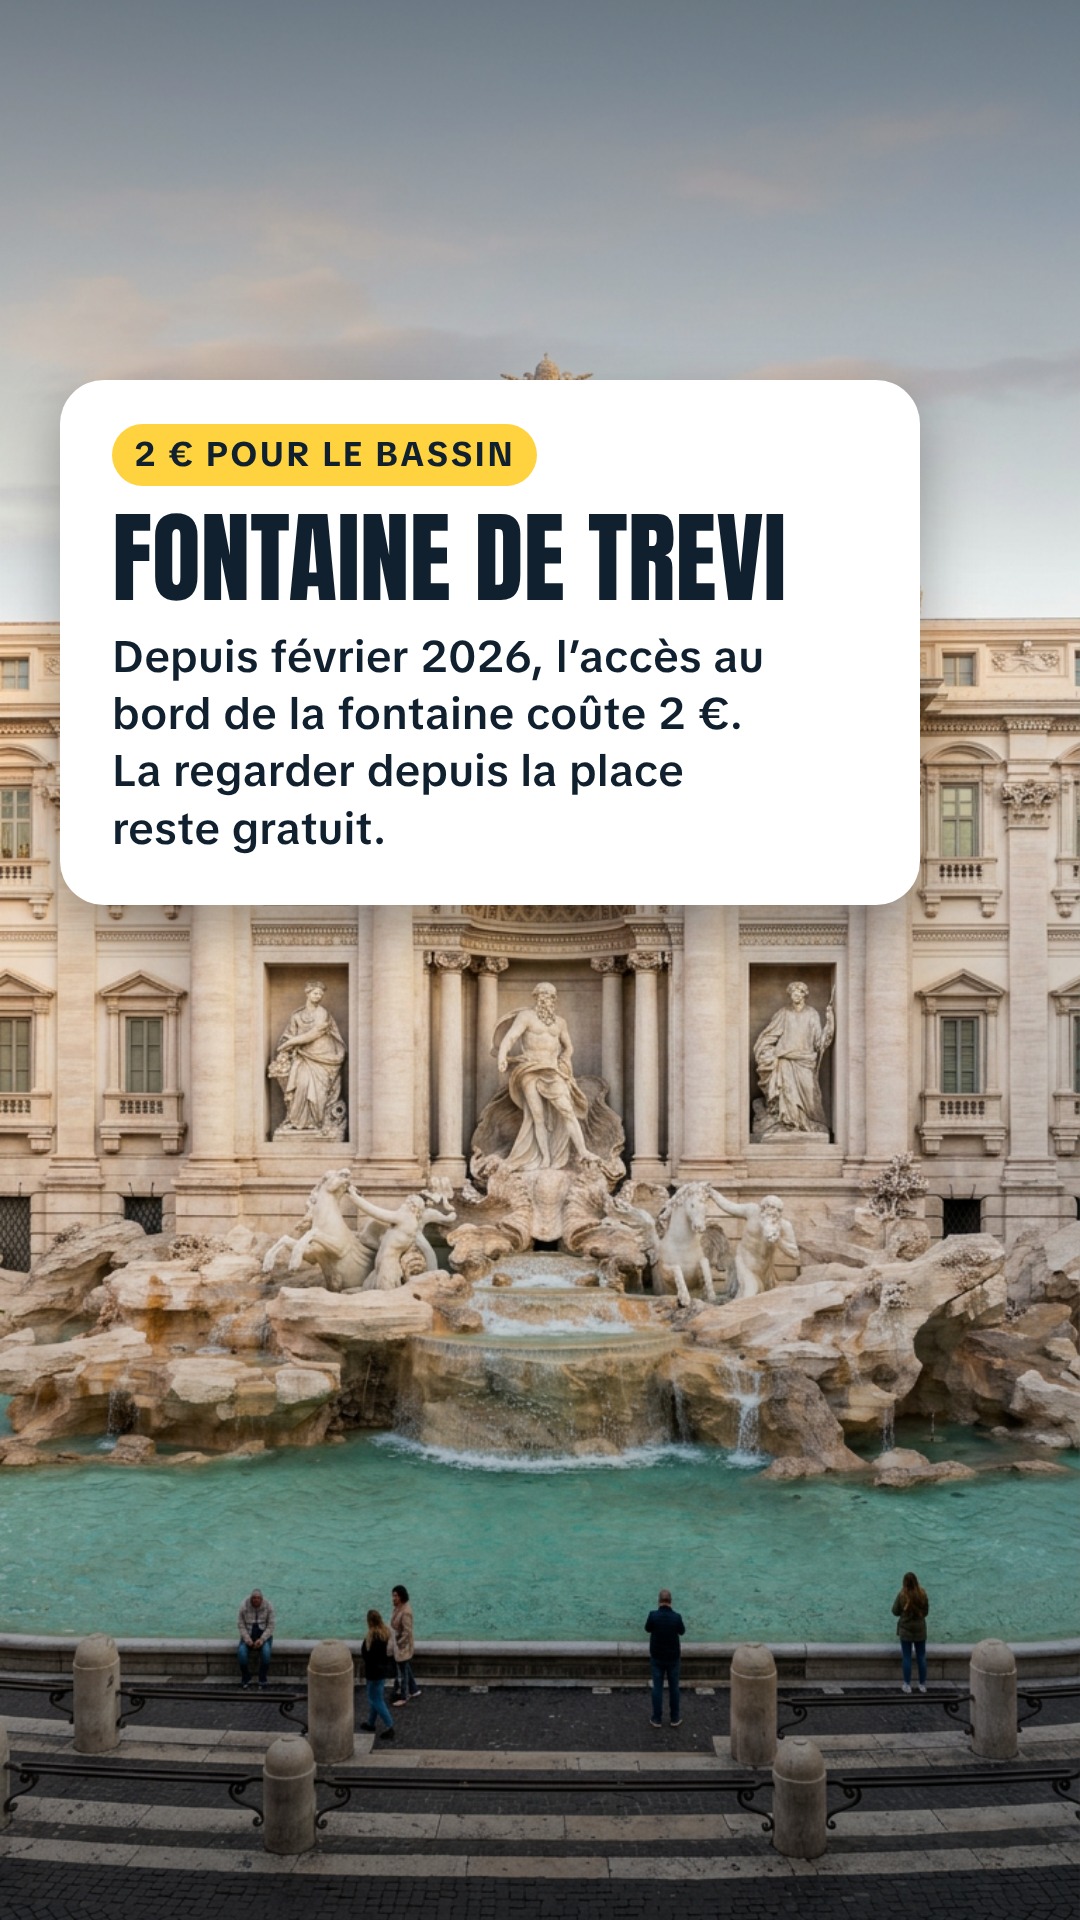 2 € POUR LE BASSIN
FONTAINE DE TREVI
Depuis février 2026, l’accès au
bord de la fontaine coûte 2 €.
La regarder depuis la place
reste gratuit.